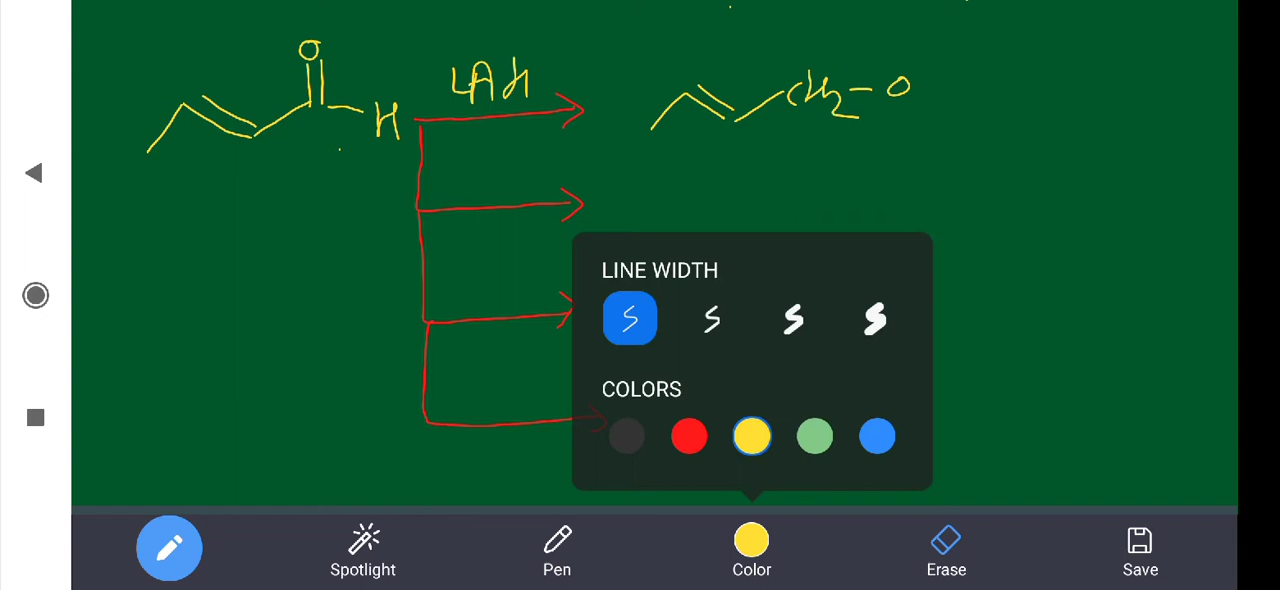 O
LAH
H
CH2-O
LINE WIDTH
COLORS
Spotlight
Pen
Color
Erase
Save